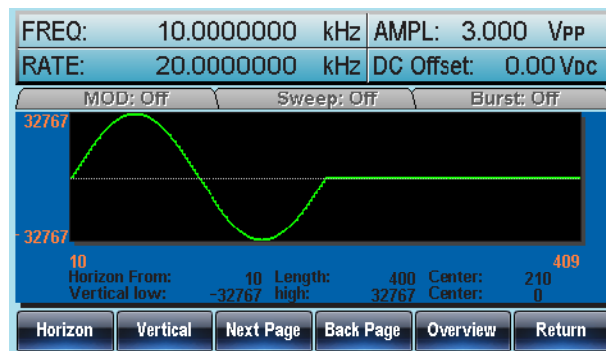 FREQ: 10.0000000 kHz AMPL: 3.000 VPP
RATE: 20.0000000 kHz DC Offset: 0.00 VDC
MOD: Off Sweep: Off Burst: Off
32767
- 32767
10 409
Horizon From: 10 Length: 400 Center: 210
Vertical low: -32767 high: 32767 Center: 0
Horizon Vertical Next Page Back Page Overview Return